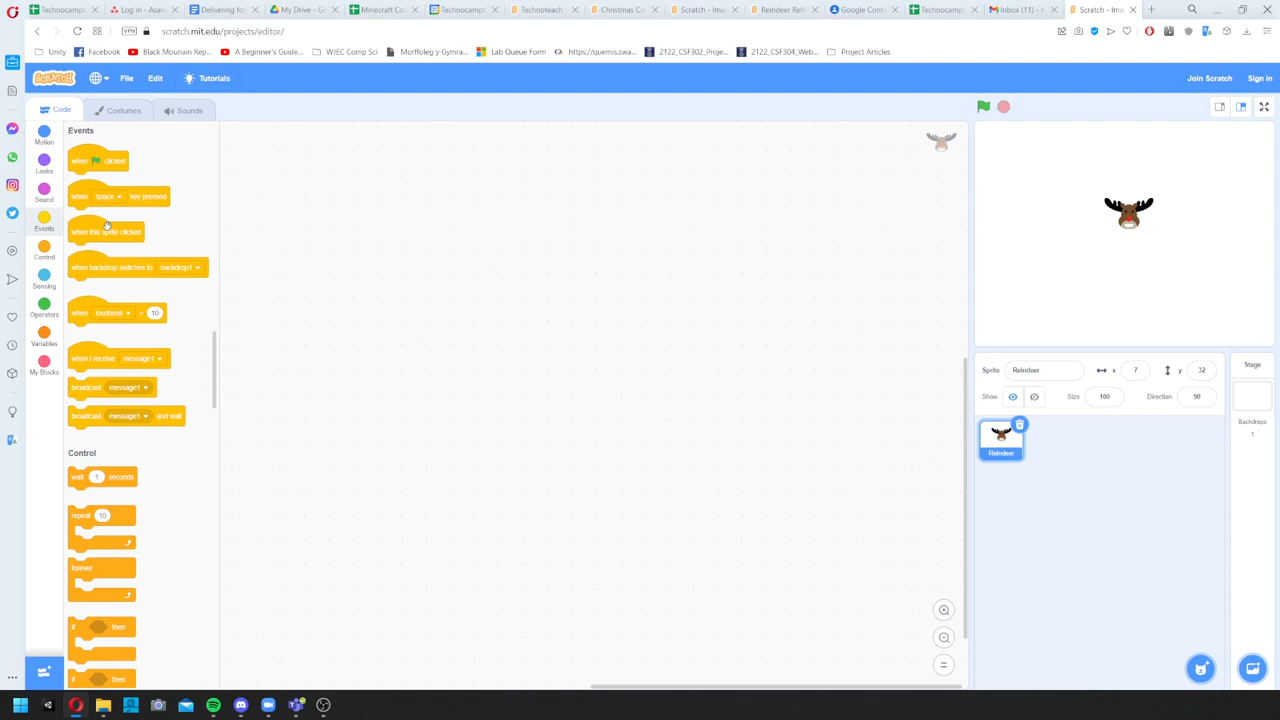 Technocamp Log in - Asan Delivering for My Drive - Go Minecraft Co Technocamp Technoteach Christmas Co Scratch - Ima Reindeer Refl Google Cont Technocamp Inbox (11) Scratch - Ima
VPN scratch.mit.edu/projects/editor/
Unity Facebook Black Mounain Rep... A Beginner's Guide... WJEC Comp Sci Morffoleg y Gymra... Lab Queue Form https://quemis.swa... 2122_CSF302_Proje... 2122_CSF304_Web... Project Articles
SCRATCH File Edit Tutorials Join Scratch Sign in
Code Costumes Sounds
Motion
Looks
Sound
Events
Control
Sensing
Operators
Variables
My Blocks
Events
when clicked
when space key pressed
when this sprite clicked
when backdrop switches to backdrop1
when loudness > 10
when I receive message1
broadcast message1
broadcast message1 and wait
Control
wait 1 seconds
repeat 10
forever
if then
if then
Sprite Reindeer x 7 y 32
Show Size 100 Direction 90
Reindeer
Stage
Backdrops
1